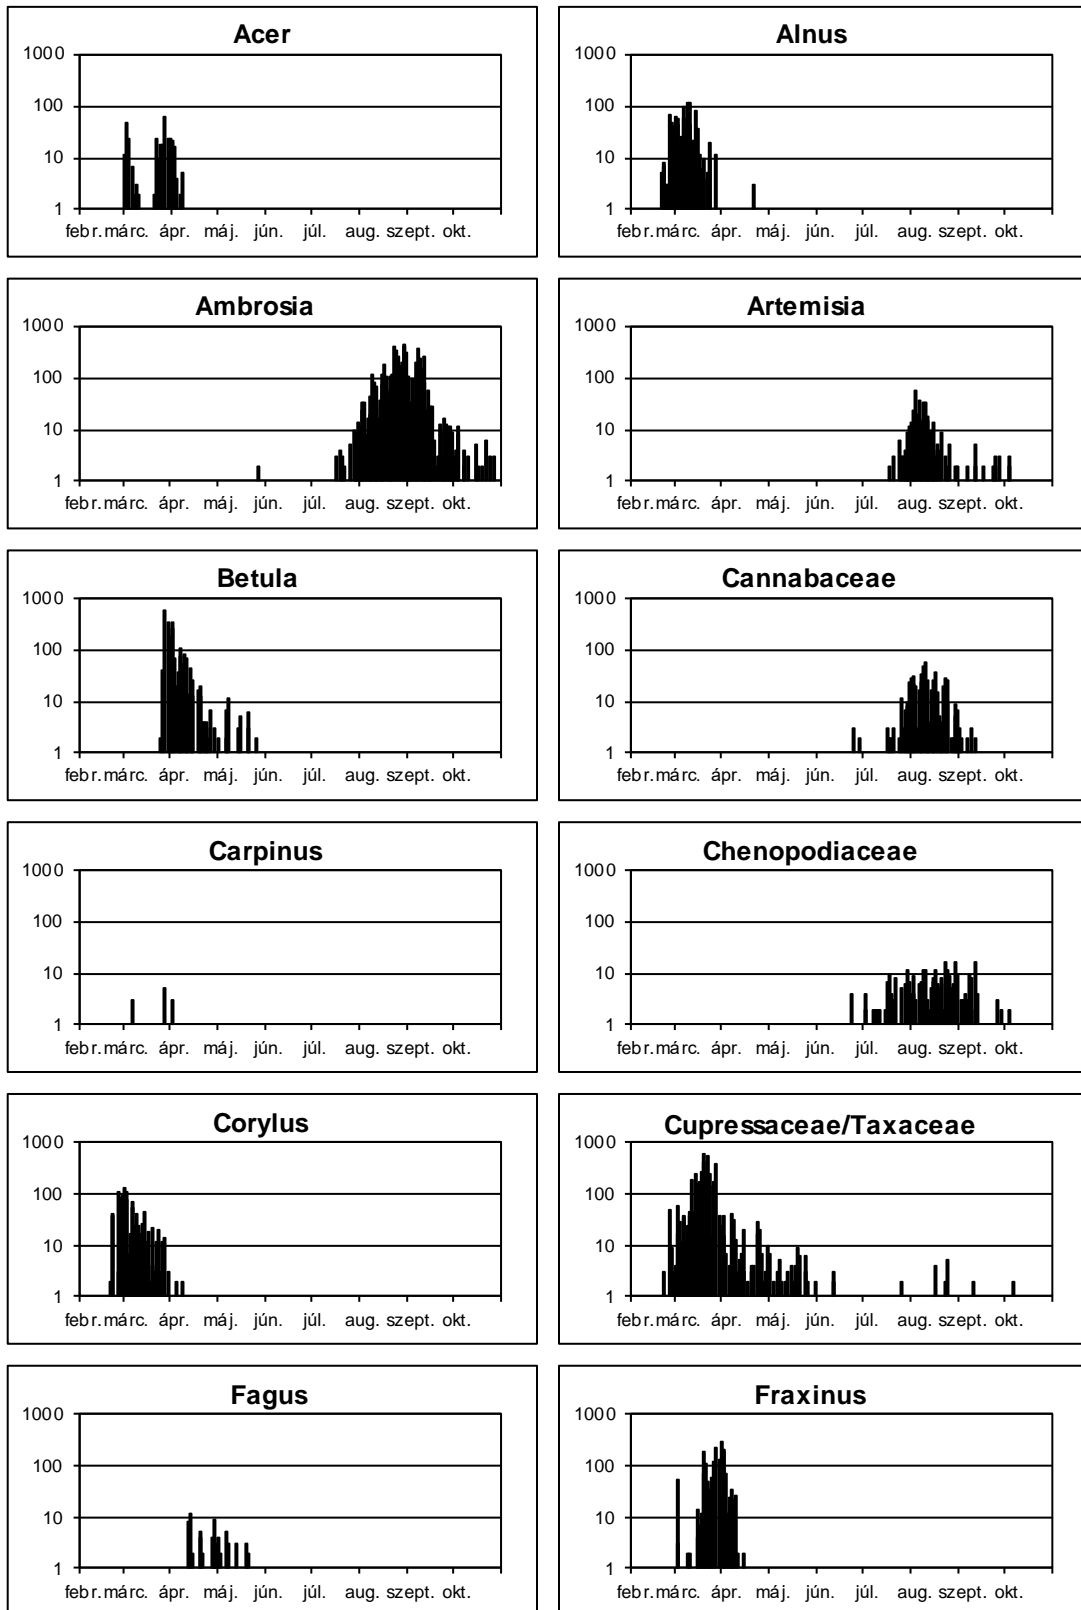 Acer
1000
100
10
1
febr. márc. ápr. máj. jún. júl. aug. szept. okt.
Alnus
1000
100
10
1
febr. márc. ápr. máj. jún. júl. aug. szept. okt.
Ambrosia
1000
100
10
1
febr. márc. ápr. máj. jún. júl. aug. szept. okt.
Artemisia
1000
100
10
1
febr. márc. ápr. máj. jún. júl. aug. szept. okt.
Betula
1000
100
10
1
febr. márc. ápr. máj. jún. júl. aug. szept. okt.
Cannabaceae
1000
100
10
1
febr. márc. ápr. máj. jún. júl. aug. szept. okt.
Carpinus
1000
100
10
1
febr. márc. ápr. máj. jún. júl. aug. szept. okt.
Chenopodiaceae
1000
100
10
1
febr. márc. ápr. máj. jún. júl. aug. szept. okt.
Corylus
1000
100
10
1
febr. márc. ápr. máj. jún. júl. aug. szept. okt.
Cupressaceae/Taxaceae
1000
100
10
1
febr. márc. ápr. máj. jún. júl. aug. szept. okt.
Fagus
1000
100
10
1
febr. márc. ápr. máj. jún. júl. aug. szept. okt.
Fraxinus
1000
100
10
1
febr. márc. ápr. máj. jún. júl. aug. szept. okt.